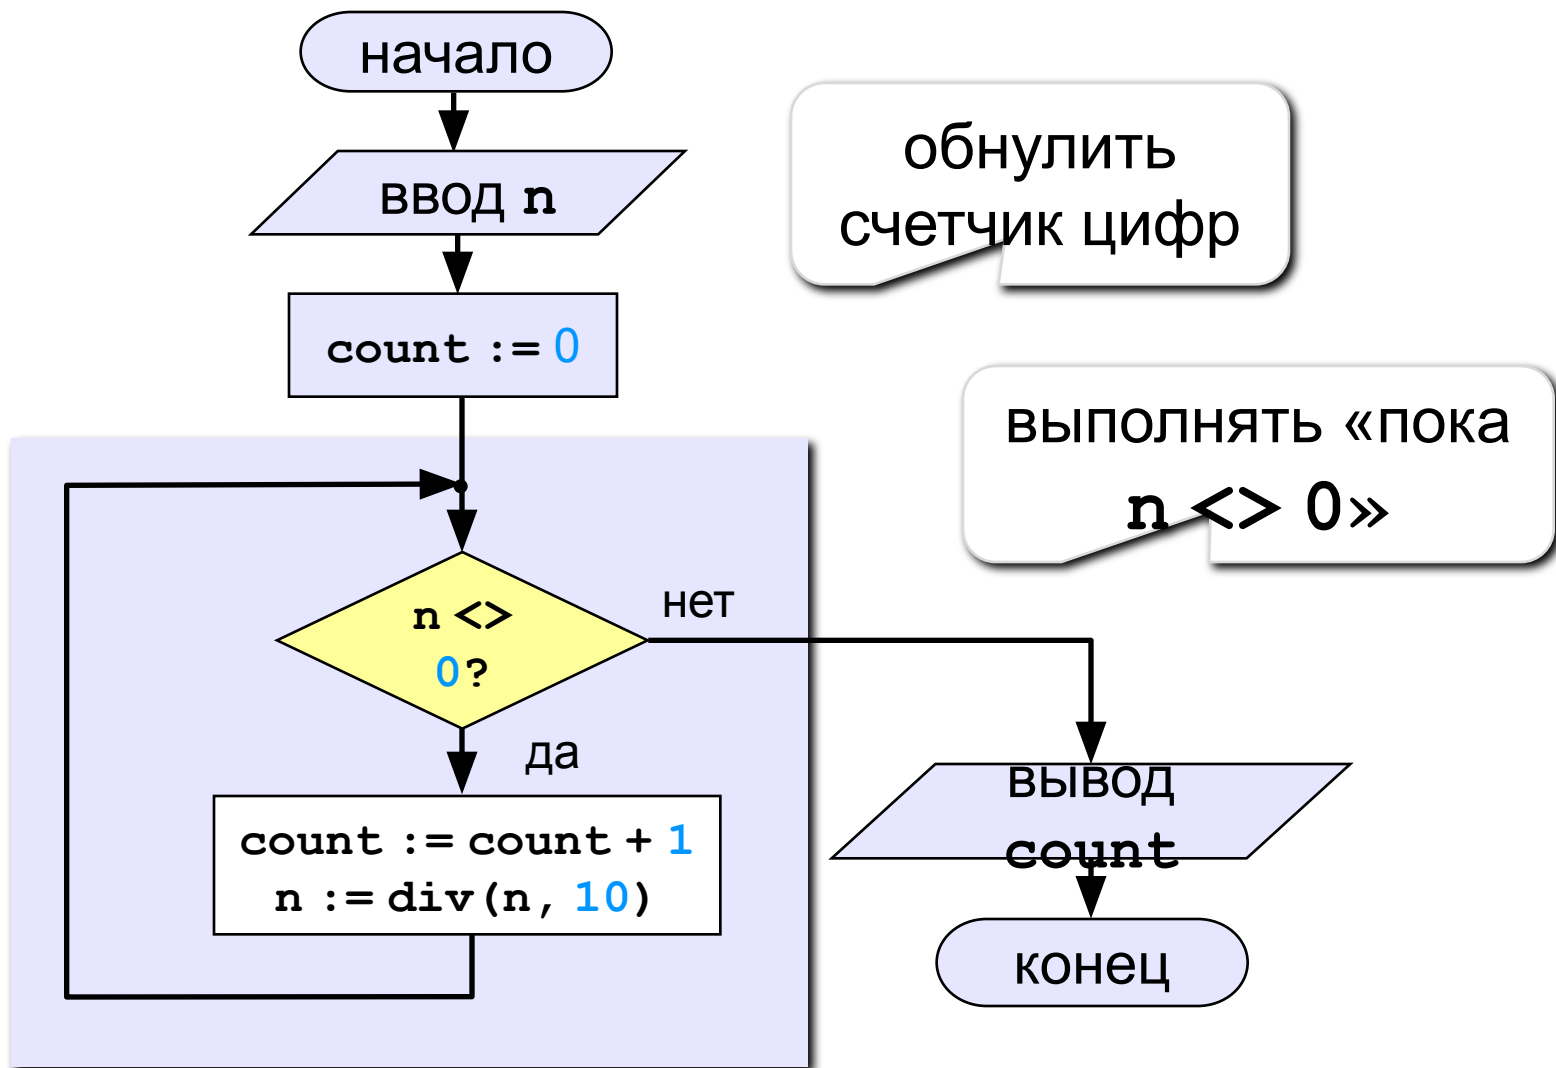 начало
ввод n
count := 0
обнулить
счетчик цифр
выполнять «пока
n <> 0»
n <>
0?
нет
да
count := count + 1
n := div(n, 10)
вывод
count
конец